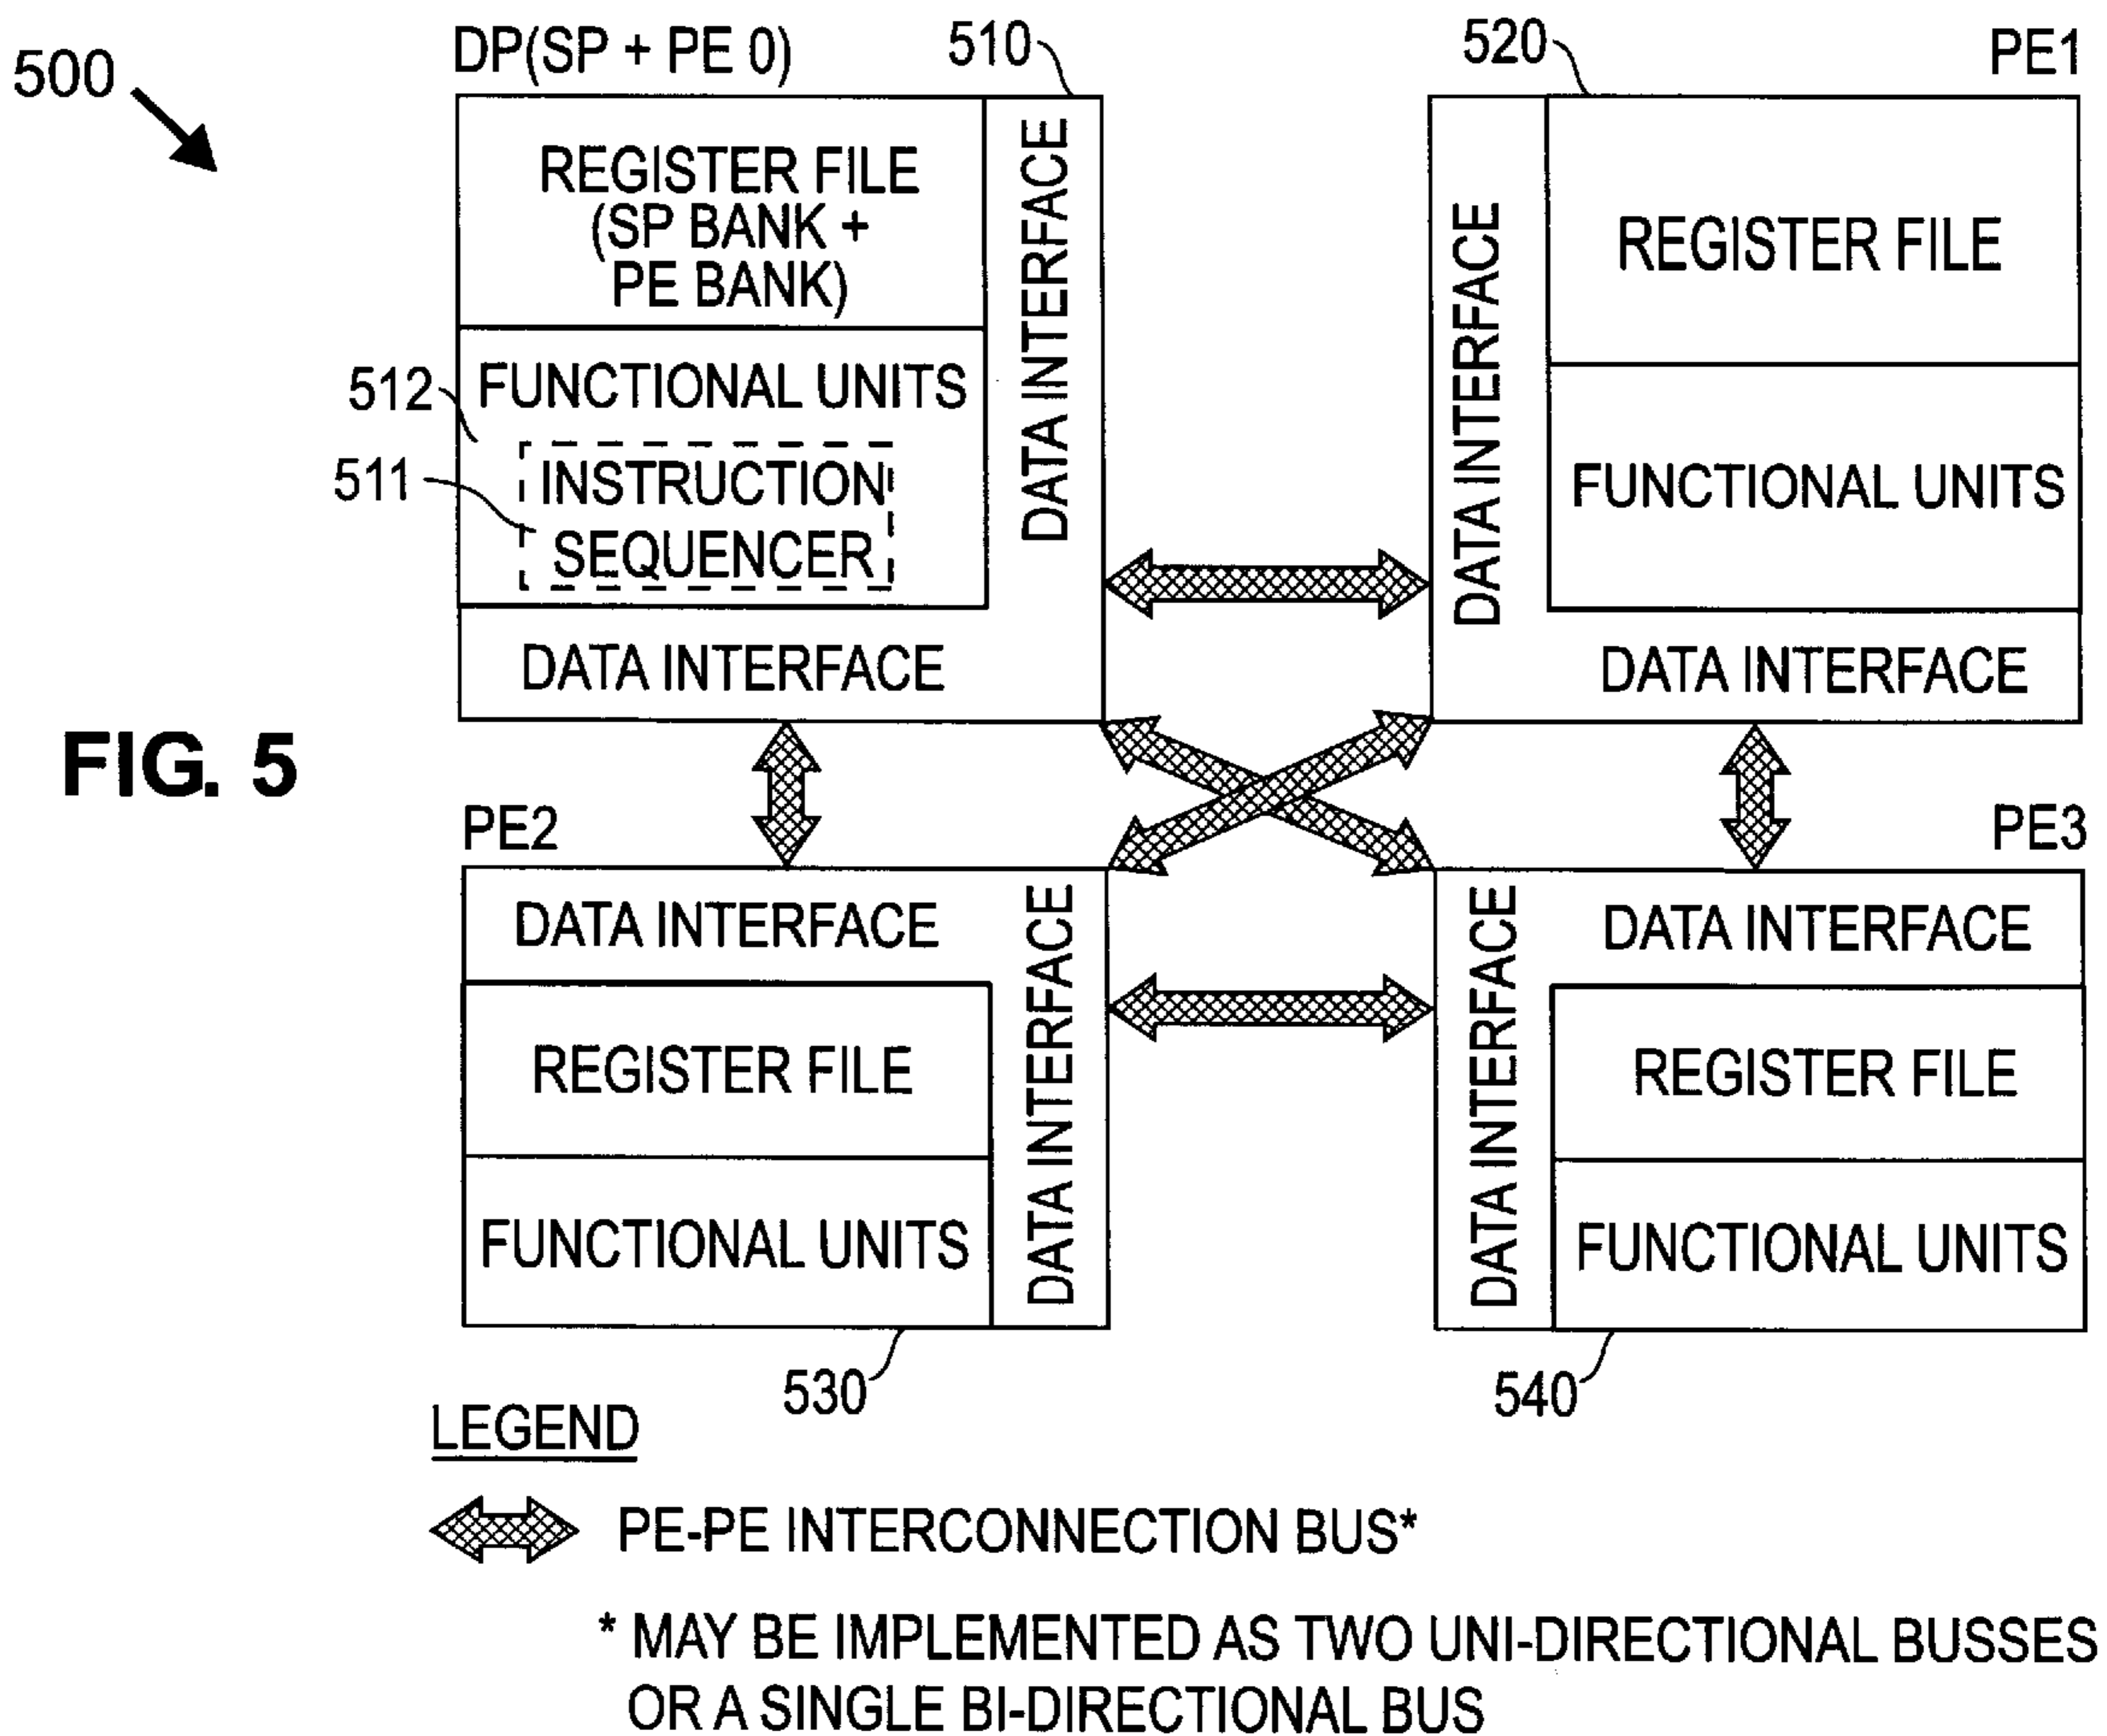 500
DP(SP + PE 0)
510
REGISTER FILE
(SP BANK +
PE BANK)
512
FUNCTIONAL UNITS
511
INSTRUCTION
SEQUENCER
DATA INTERFACE
DATA INTERFACE
520
PE1
DATA INTERFACE
REGISTER FILE
FUNCTIONAL UNITS
DATA INTERFACE
FIG. 5
PE2
DATA INTERFACE
REGISTER FILE
FUNCTIONAL UNITS
DATA INTERFACE
530
PE3
DATA INTERFACE
DATA INTERFACE
REGISTER FILE
FUNCTIONAL UNITS
540
LEGEND
PE-PE INTERCONNECTION BUS*
* MAY BE IMPLEMENTED AS TWO UNI-DIRECTIONAL BUSSES
OR A SINGLE BI-DIRECTIONAL BUS